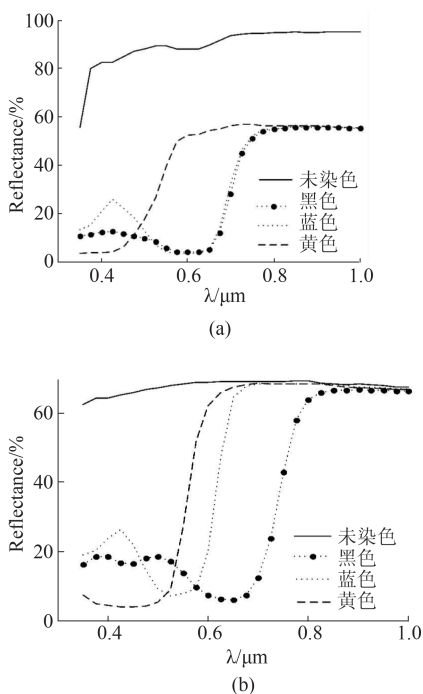 100
80
60
40
20
0
Reflectance/%
未染色
黑色
蓝色
黄色
0.4 0.6 0.8 1.0
λ/μm
(a)
60
40
20
0
Reflectance/%
未染色
黑色
蓝色
黄色
0.4 0.6 0.8 1.0
λ/μm
(b)